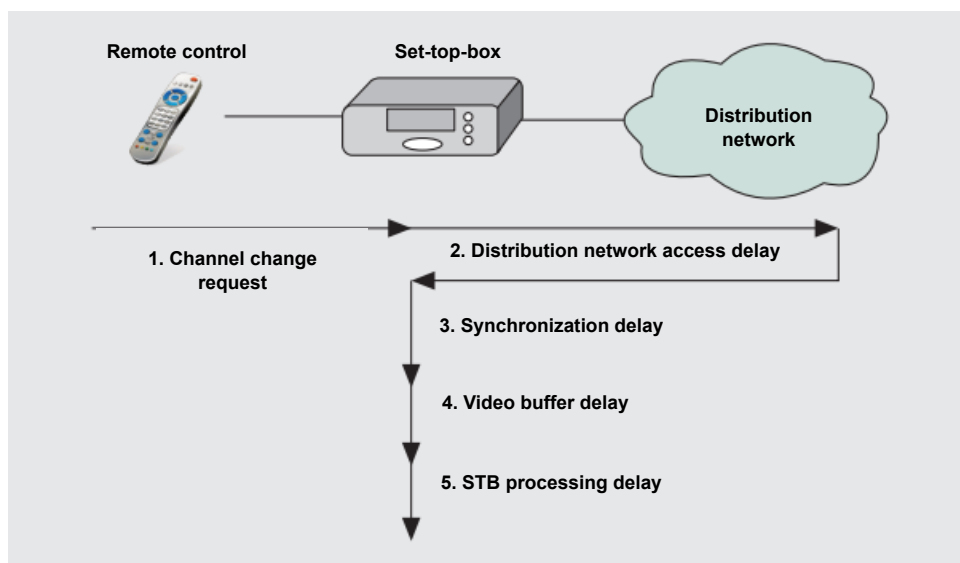 Remote control
Set-top-box
Distribution
network
1. Channel change
request
2. Distribution network access delay
3. Synchronization delay
4. Video buffer delay
5. STB processing delay